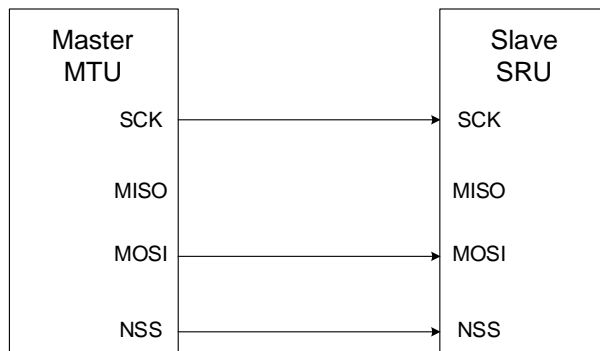 Master
MTU
SCK
MISO
MOSI
NSS
Slave
SRU
SCK
MISO
MOSI
NSS